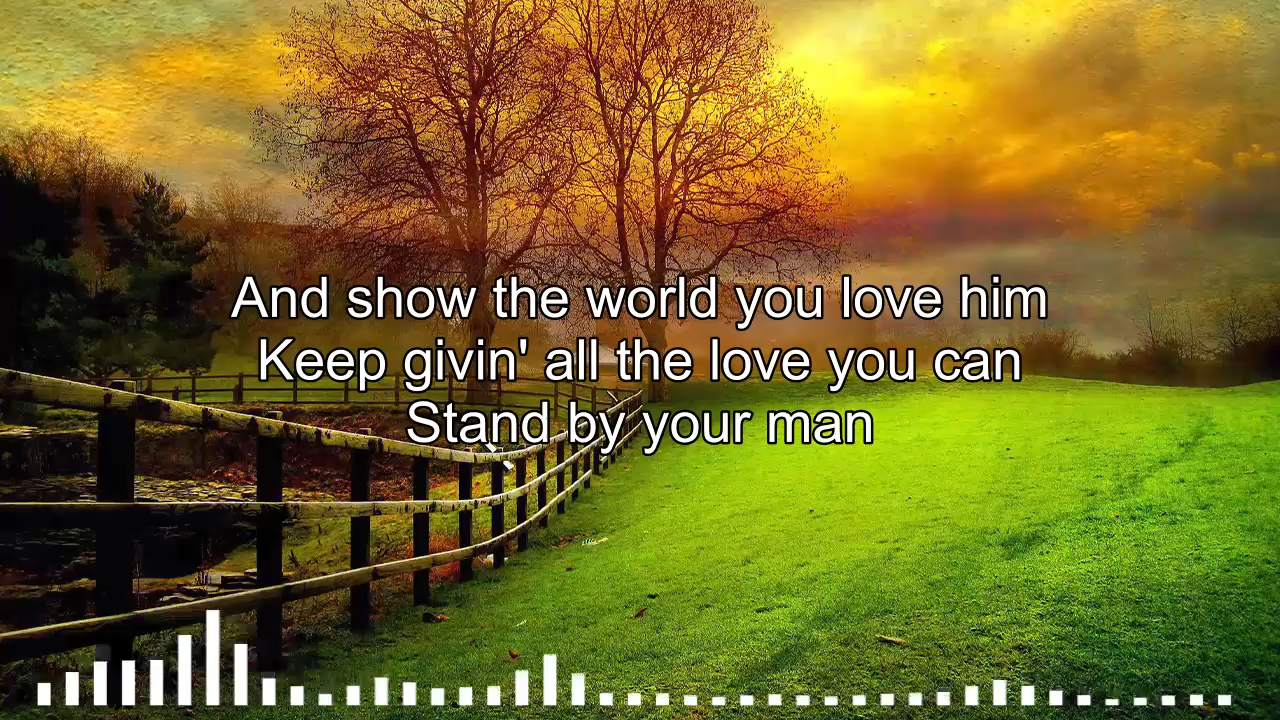 And show the world you love him
Keep givin' all the love you can
Stand by your man